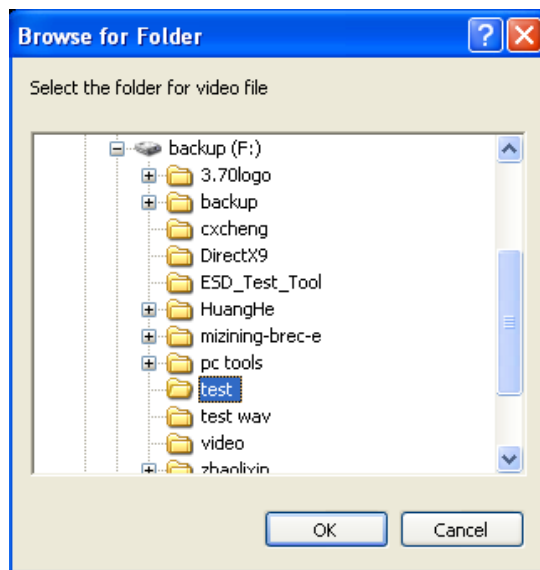 Browse for Folder
Select the folder for video file
backup (F:)
3.70logo
backup
cxcheng
DirectX9
ESD_Test_Tool
HuangHe
mizining-brec-e
pc tools
test
test wav
video
zhaolixin
OK Cancel